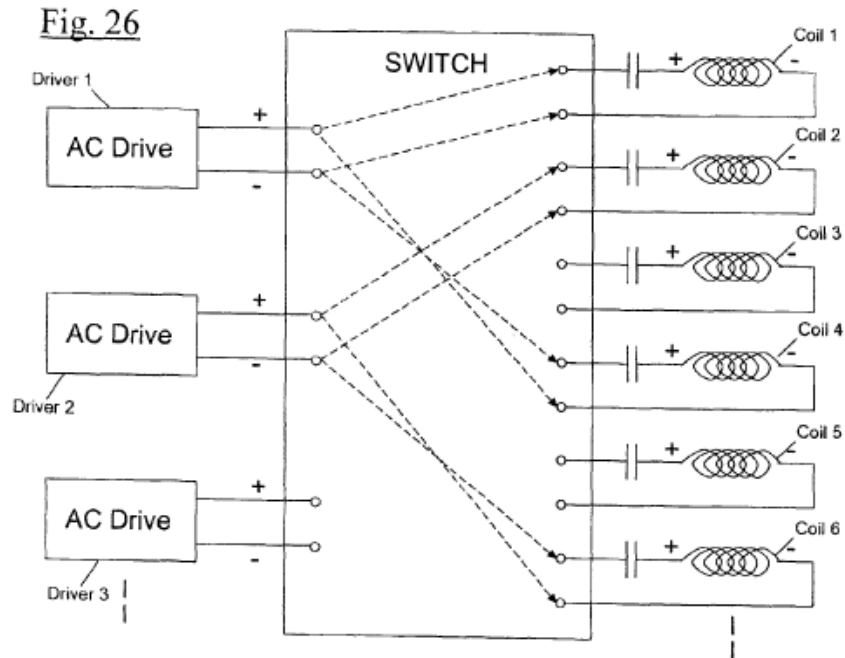 Fig. 26
SWITCH
Driver 1
AC Drive
+
-
AC Drive
+
-
Driver 2
AC Drive
+
-
Driver 3
+
-
Coil 1
+
-
Coil 2
+
-
Coil 3
+
-
Coil 4
+
-
Coil 5
+
-
Coil 6